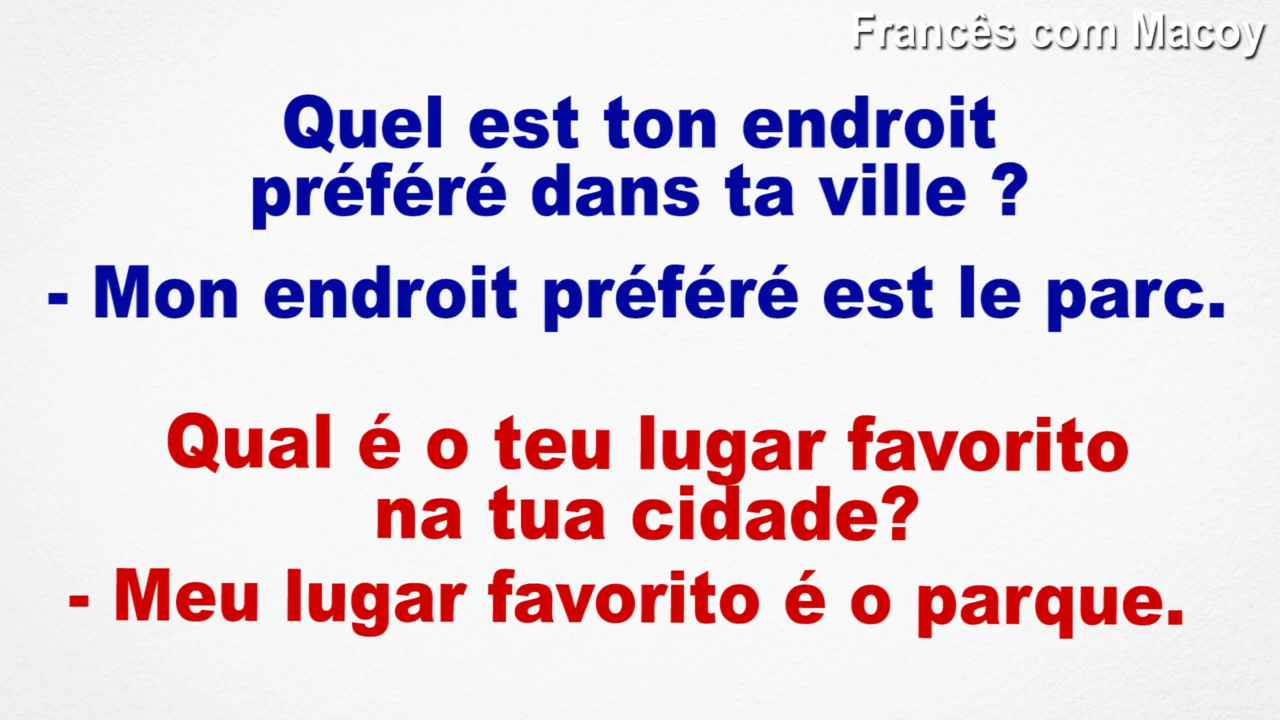 Francês com Macoy
Quel est ton endroit
préféré dans ta ville ?
- Mon endroit préféré est le parc.
Qual é o teu lugar favorito
na tua cidade?
- Meu lugar favorito é o parque.